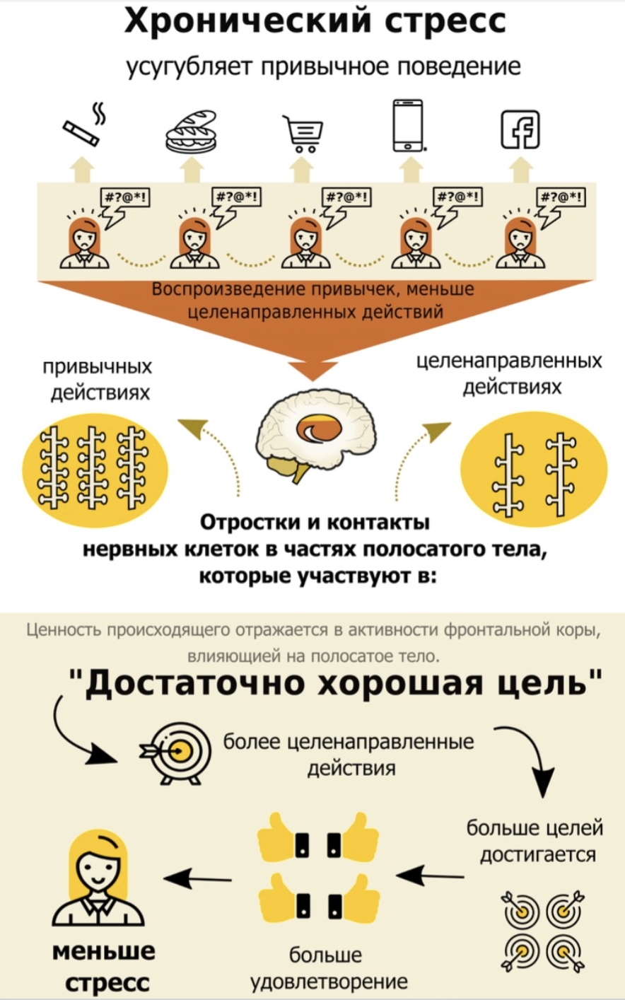 Хронический стресс
усугубляет привычное поведение
#?@*!
#?@*!
#?@*!
#?@*!
#?@*!
Воспроизведение привычек, меньше
целенаправленных действий
привычных
действиях
целенаправленных
действиях
Отростки и контакты
нервных клеток в частях полосатого тела,
которые участвуют в:
Ценность происходящего отражается в активности фронтальной коры,
влияющией на полосатое тело.
"Достаточно хорошая цель"
более целенаправленные
действия
больше целей
достигается
больше
удовлетворение
меньше
стресс